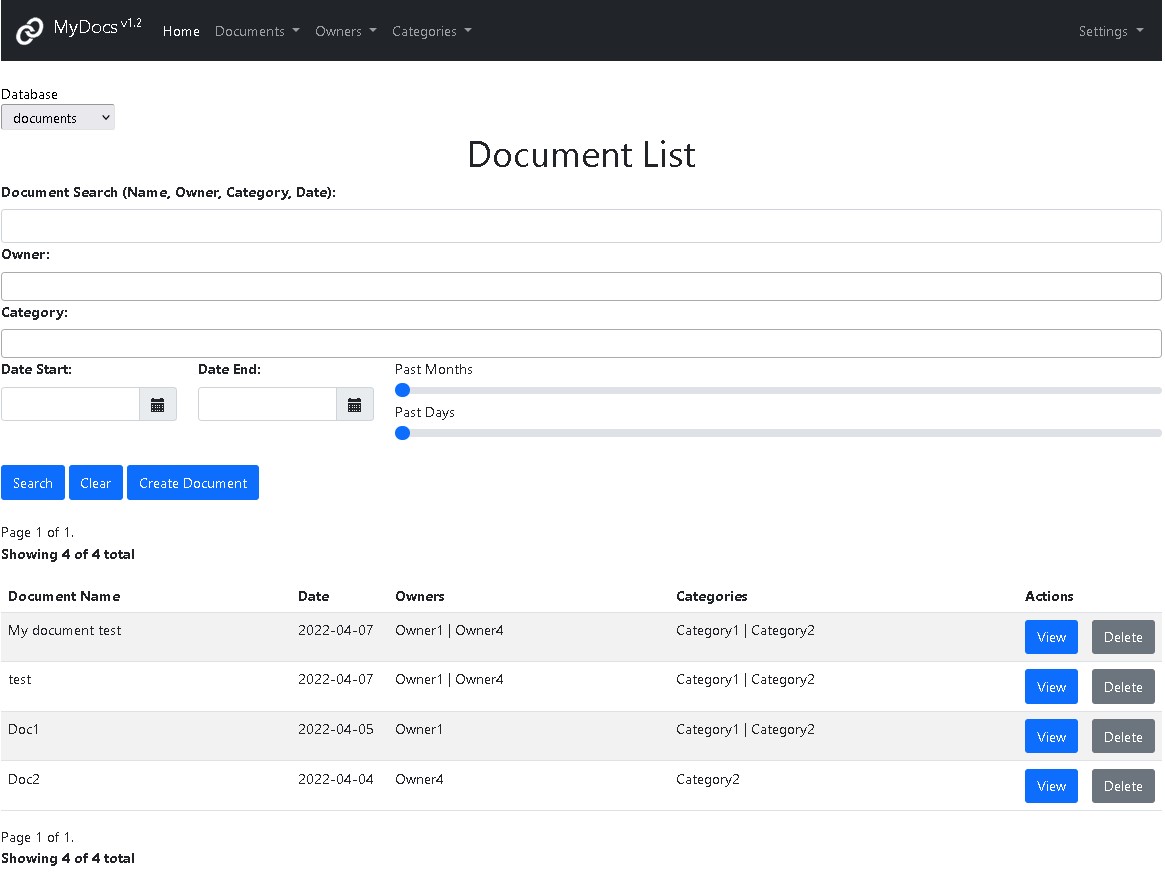 MyDocs v1.2 Home Documents Owners Categories Settings
Database
documents
Document List
Document Search (Name, Owner, Category, Date):
Owner:
Category:
Date Start: Date End: Past Months
Past Days
Search Clear Create Document
Page 1 of 1.
Showing 4 of 4 total
Document Name Date Owners Categories Actions
My document test 2022-04-07 Owner1 | Owner4 Category1 | Category2 View Delete
test 2022-04-07 Owner1 | Owner4 Category1 | Category2 View Delete
Doc1 2022-04-05 Owner1 Category1 | Category2 View Delete
Doc2 2022-04-04 Owner4 Category2 View Delete
Page 1 of 1.
Showing 4 of 4 total